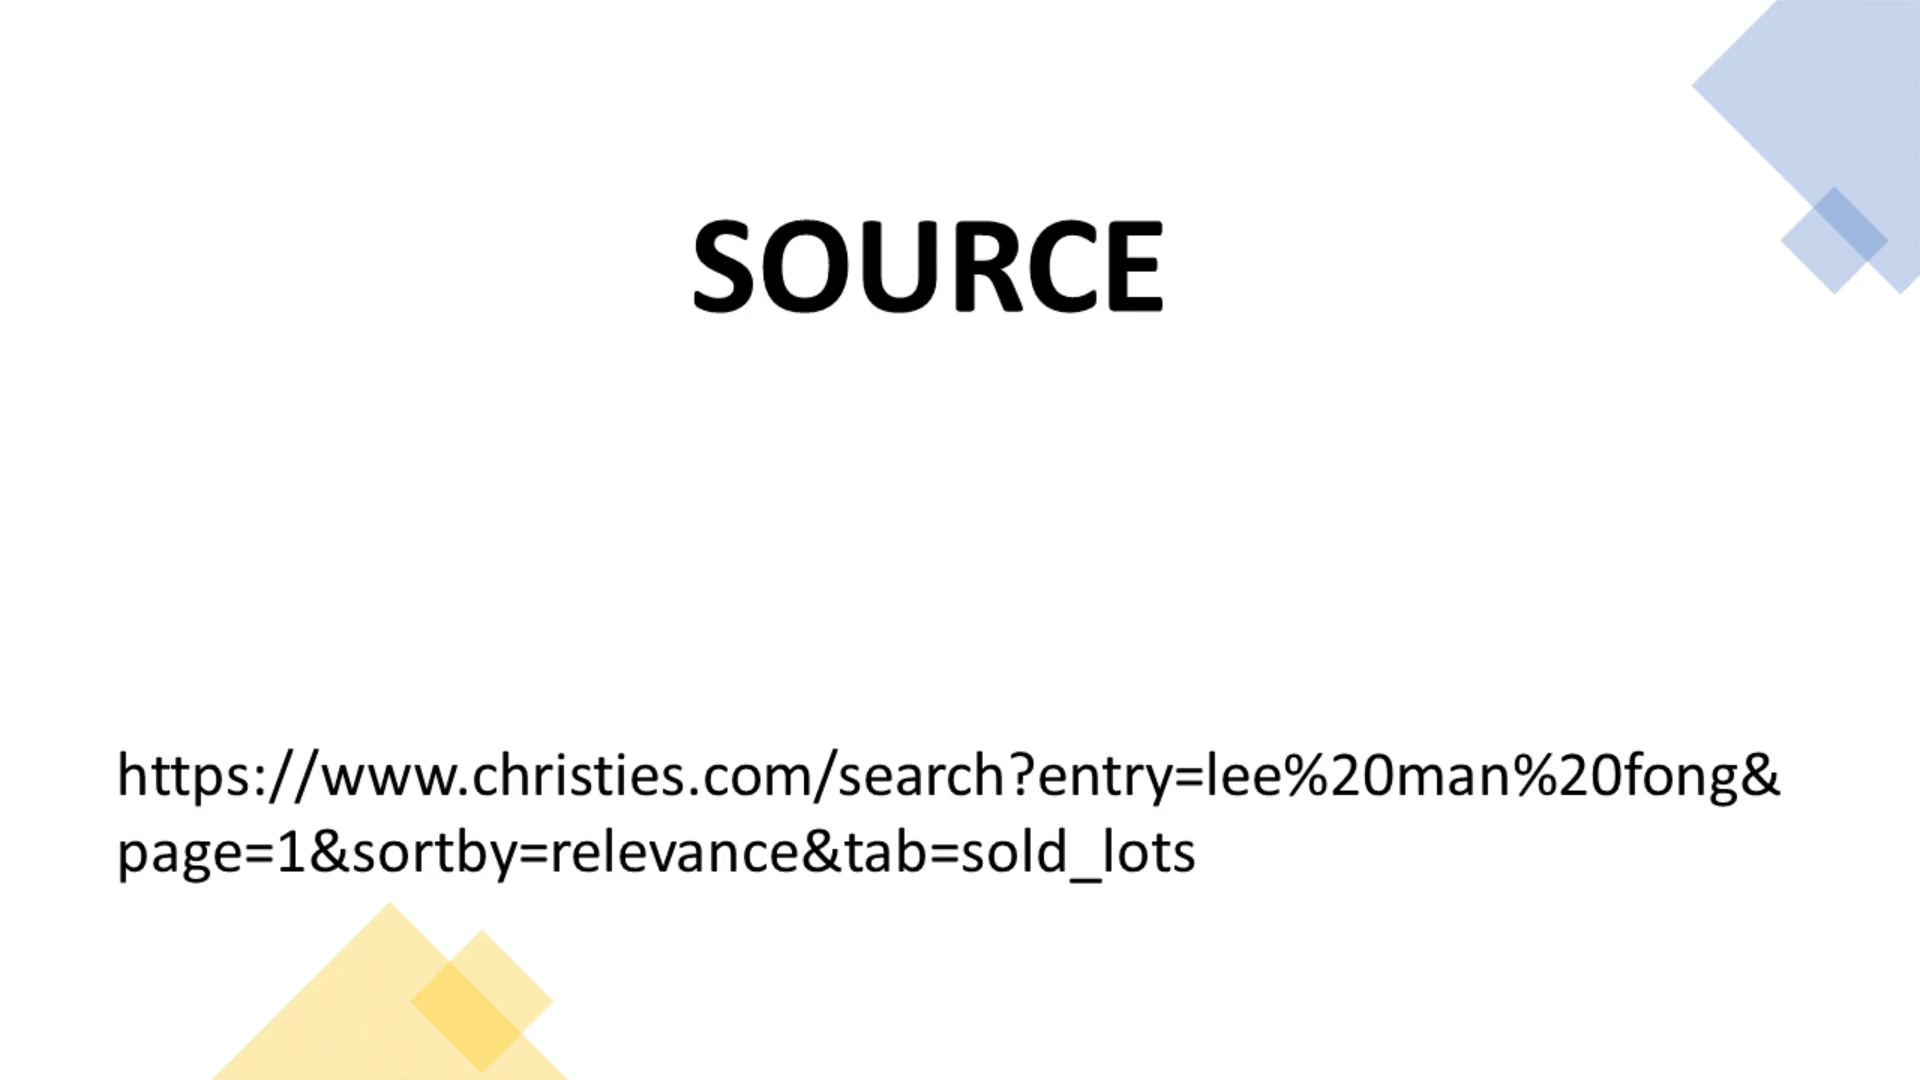 SOURCE
https://www.christies.com/search?entry=lee%20man%20fong&
page=1&sortby=relevance&tab=sold_lots